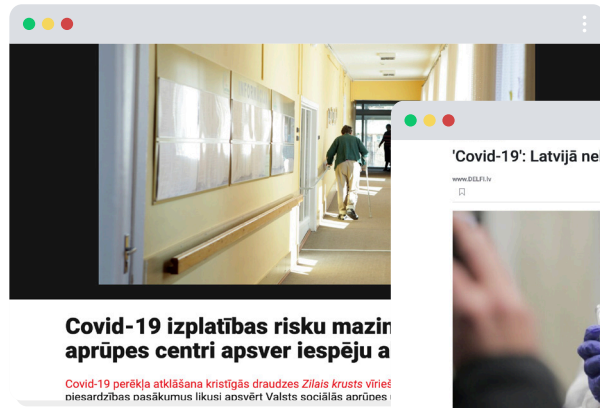 Covid-19 izplatības risku mazin
aprūpes centri apsver iespēju a
Covid-19 perēkļa atklāšana kristīgās draudzes Zilais krusts vīrieš
piesardzības pasākumus likusi apsvērt Valsts sociālās aprūpes
'Covid-19': Latvijā nel
www.DELFI.lv